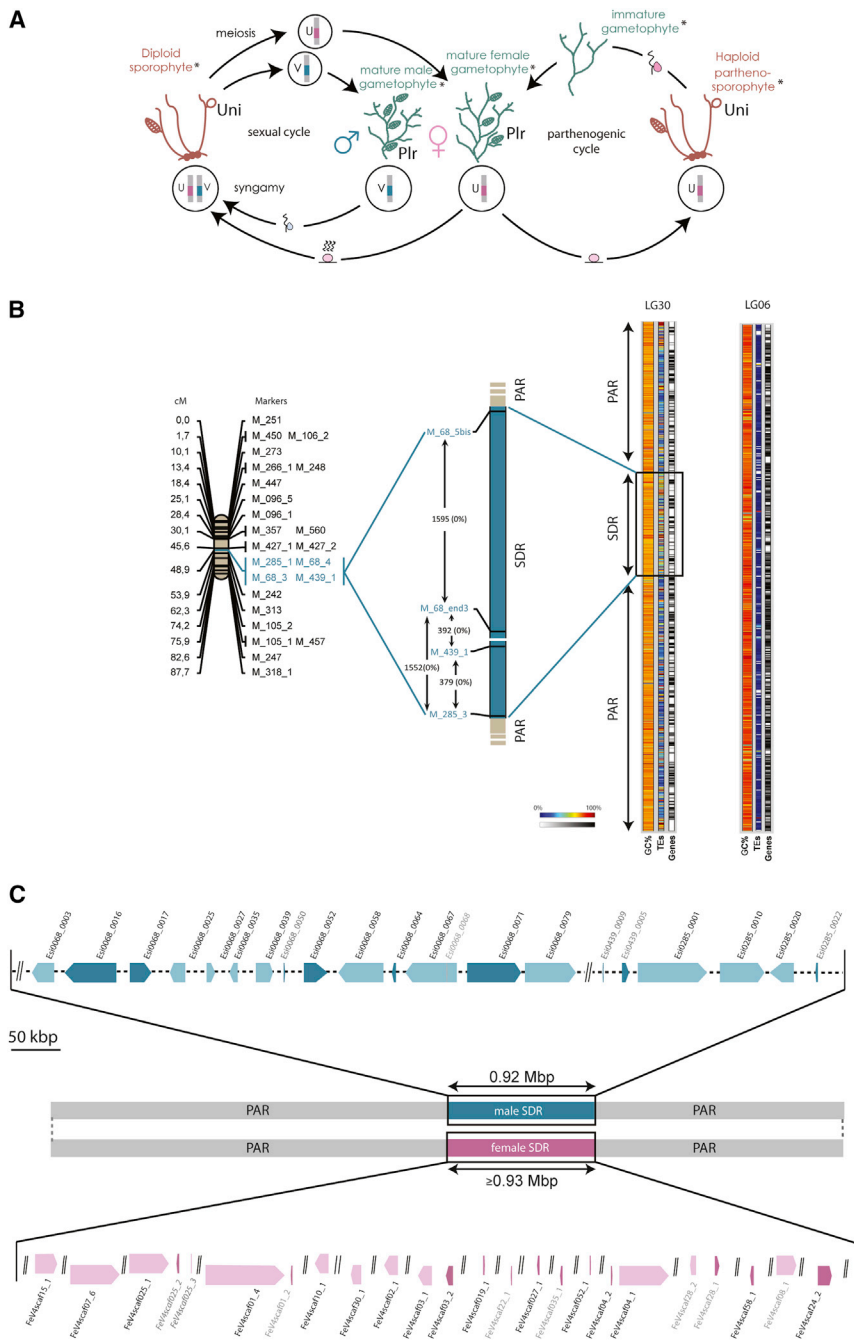 A
Diploid
sporophyte*
meiosis
U
V
mature male
gametophyte*
mature female
gametophyte*
immature
gametophyte*
Haploid
partheno-
sporophyte*
Uni
Uni
sexual cycle
♂
Plr
♀
Plr
parthenogenic
cycle
U V
syngamy
V
U
U
B
cM Markers
0,0 M_251
1,7 M_450 M_106_2
10,1 M_273
13,4 M_266_1 M_248
18,4 M_447
25,1 M_096_5
28,4 M_096_1
30,1 M_357 M_560
45,6 M_427_1 M_427_2
48,9 M_285_1 M_68_4
M_68_3 M_439_1
53,9 M_242
62,3 M_313
74,2 M_105_2
75,9 M_105_1 M_457
82,6 M_247
87,7 M_318_1
M_68_5bis
1595 (0%)
M_68_end3
392 (0%)
M_439_1
1552(0%)
379 (0%)
M_285_3
PAR
SDR
PAR
LG30
LG06
PAR
SDR
PAR
0% 100%
GC%
TEs
Genes
GC%
TEs
Genes
C
Esi0068_0003
Esi0068_0016
Esi0068_0017
Esi0068_0025
Esi0068_0027
Esi0068_0035
Esi0068_0039
Esi0068_0050
Esi0068_0052
Esi0068_0058
Esi0068_0064
Esi0068_0067
Esi0068_0068
Esi0068_0071
Esi0068_0079
Esi0439_0009
Esi0439_0005
Esi0285_0001
Esi0285_0010
Esi0285_0020
Esi0285_0022
50 kbp
0.92 Mbp
PAR
male SDR
PAR
PAR
female SDR
PAR
≥0.93 Mbp
FeV4scaf15_1
FeV4scaf07_6
FeV4scaf025_1
FeV4scaf025_2
FeV4scaf025_3
FeV4scaf01_4
FeV4scaf01_2
FeV4scaf10_1
FeV4scaf30_1
FeV4scaf02_1
FeV4scaf03_1
FeV4scaf03_2
FeV4scaf019_1
FeV4scaf22_1
FeV4scaf027_1
FeV4scaf035_1
FeV4scaf052_1
FeV4scaf04_2
FeV4scaf04_1
FeV4scaf28_2
FeV4scaf28_1
FeV4scaf58_1
FeV4scaf08_1
FeV4scaf24_2